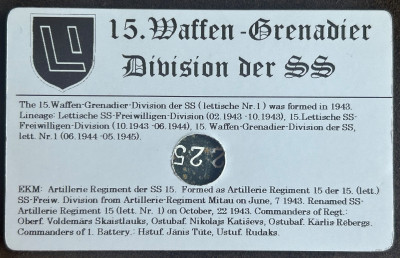 15. Waffen-Grenadier
Division der SS
The 15.Waffen-Grenadier-Division der SS ( lettische Nr.1 ) was formed in 1943.
Lineage: Lettische SS-Freiwilligen-Division (02.1943 -10.1943), 15.Lettische SS-
Freiwilligen-Division (10.1943 -06.1944), 15. Waffen-Grenadier-Division der SS,
lett. Nr.1 (06.1944 -05.1945).
225
EKM: Artillerie Regiment der SS 15. Formed as Artillerie Regiment 15 der 15. (lett.)
SS-Freiw. Division from Artillerie-Regiment Mitau on June, 7 1943. Renamed SS-
Artillerie Regiment 15 (lett. Nr. 1) on October, 22 1943. Commanders of Regt.:
Oberf. Voldemārs Skaistlauks, Ostubaf. Nikolajs Katiševs, Ostubaf. Kārlis Rebergs.
Commanders of 1. Battery.: Hstuf. Jānis Tute, Ustuf. Rudaks.